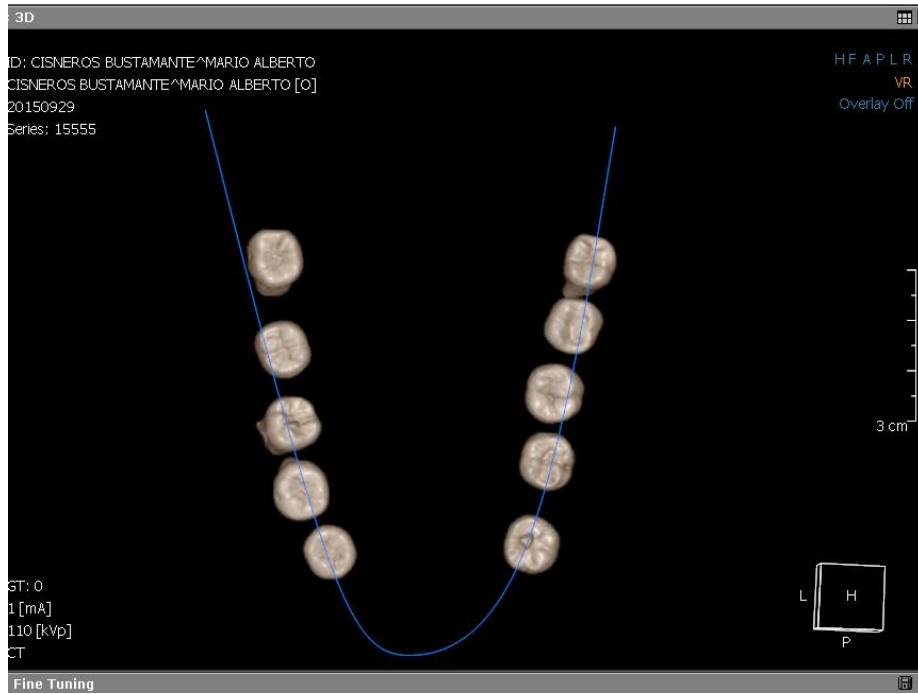 : 3D
ID: CISNEROS BUSTAMANTE^MARIO ALBERTO
CISNEROS BUSTAMANTE^MARIO ALBERTO [O]
20150929
Series: 15555
H F A P L R
VR
Overlay Off
3 cm
GT: 0
1 [mA]
110 [kVp]
CT
L
H
P
Fine Tuning